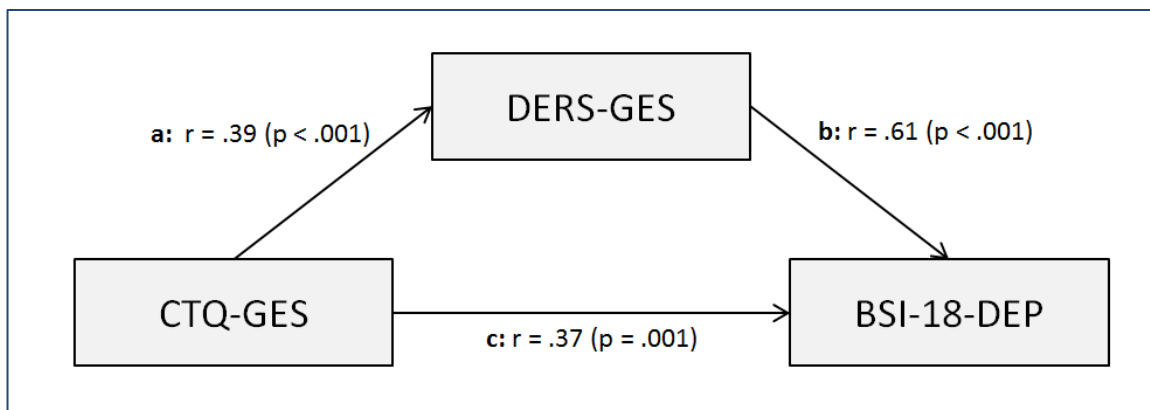 DERS-GES
a: r = .39 (p < .001)
b: r = .61 (p < .001)
CTQ-GES
BSI-18-DEP
c: r = .37 (p = .001)